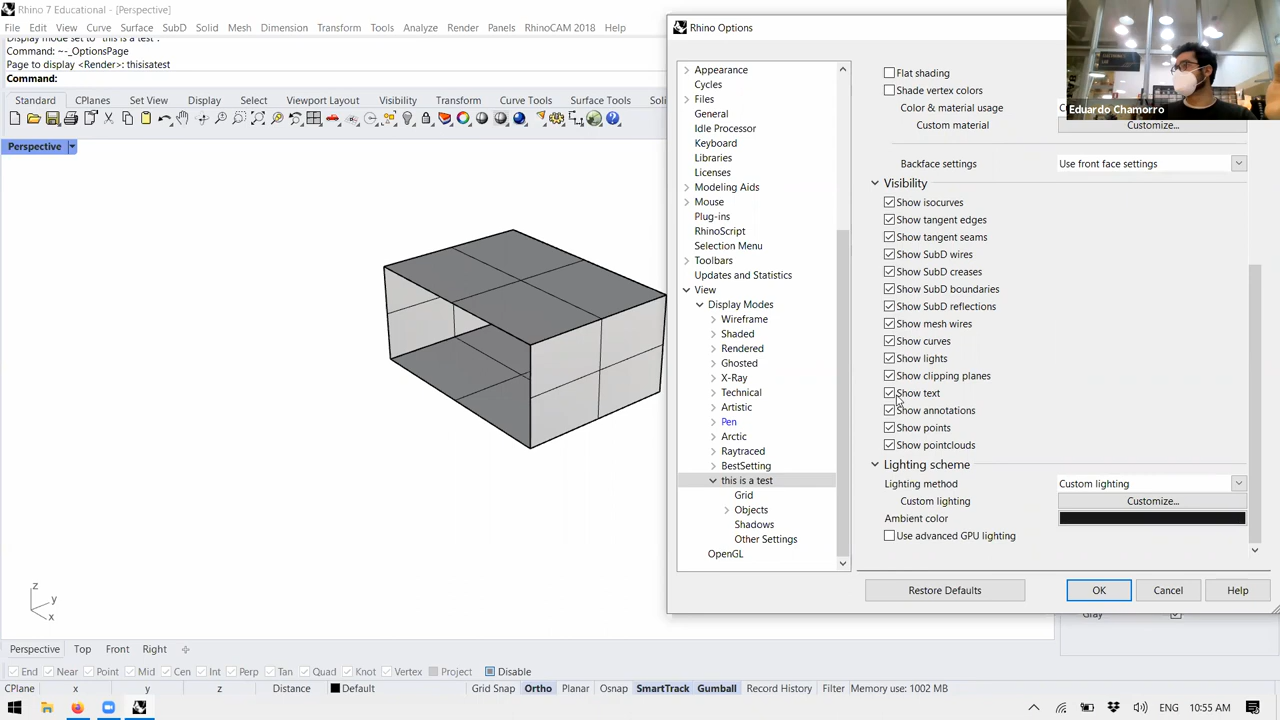 Rhino 7 Educational - [Perspective]
File Edit View Curve Surface SubD Solid Mesh Dimension Transform Tools Analyze Render Panels RhinoCAM 2018 Help
Display mode set to "this is a test".
Command: ~-_OptionsPage
Page to display <Render>: thisisatest
Command:
Standard CPlanes Set View Display Select Viewport Layout Visibility Transform Curve Tools Surface Tools
Perspective
z
y
x
Perspective Top Front Right
End Near Point Mid Cen Int Perp Tan Quad Knot Vertex Project Disable
CPlane x y z Distance Default Grid Snap Ortho Planar Osnap SmartTrack Gumball Record History Filter Memory use: 1002 MB
Rhino Options
Appearance
Cycles
Files
General
Idle Processor
Keyboard
Libraries
Licenses
Modeling Aids
Mouse
Plug-ins
RhinoScript
Selection Menu
Toolbars
Updates and Statistics
View
Display Modes
Wireframe
Shaded
Rendered
Ghosted
X-Ray
Technical
Artistic
Pen
Arctic
Raytraced
BestSetting
this is a test
Grid
Objects
Shadows
Other Settings
OpenGL
Flat shading
Shade vertex colors
Color & material usage
Custom material Customize...
Backface settings Use front face settings
Visibility
Show isocurves
Show tangent edges
Show tangent seams
Show SubD wires
Show SubD creases
Show SubD boundaries
Show SubD reflections
Show mesh wires
Show curves
Show lights
Show clipping planes
Show text
Show annotations
Show points
Show pointclouds
Lighting scheme
Lighting method Custom lighting
Custom lighting Customize...
Ambient color
Use advanced GPU lighting
Restore Defaults OK Cancel Help
Eduardo Chamorro
ENG 10:55 AM